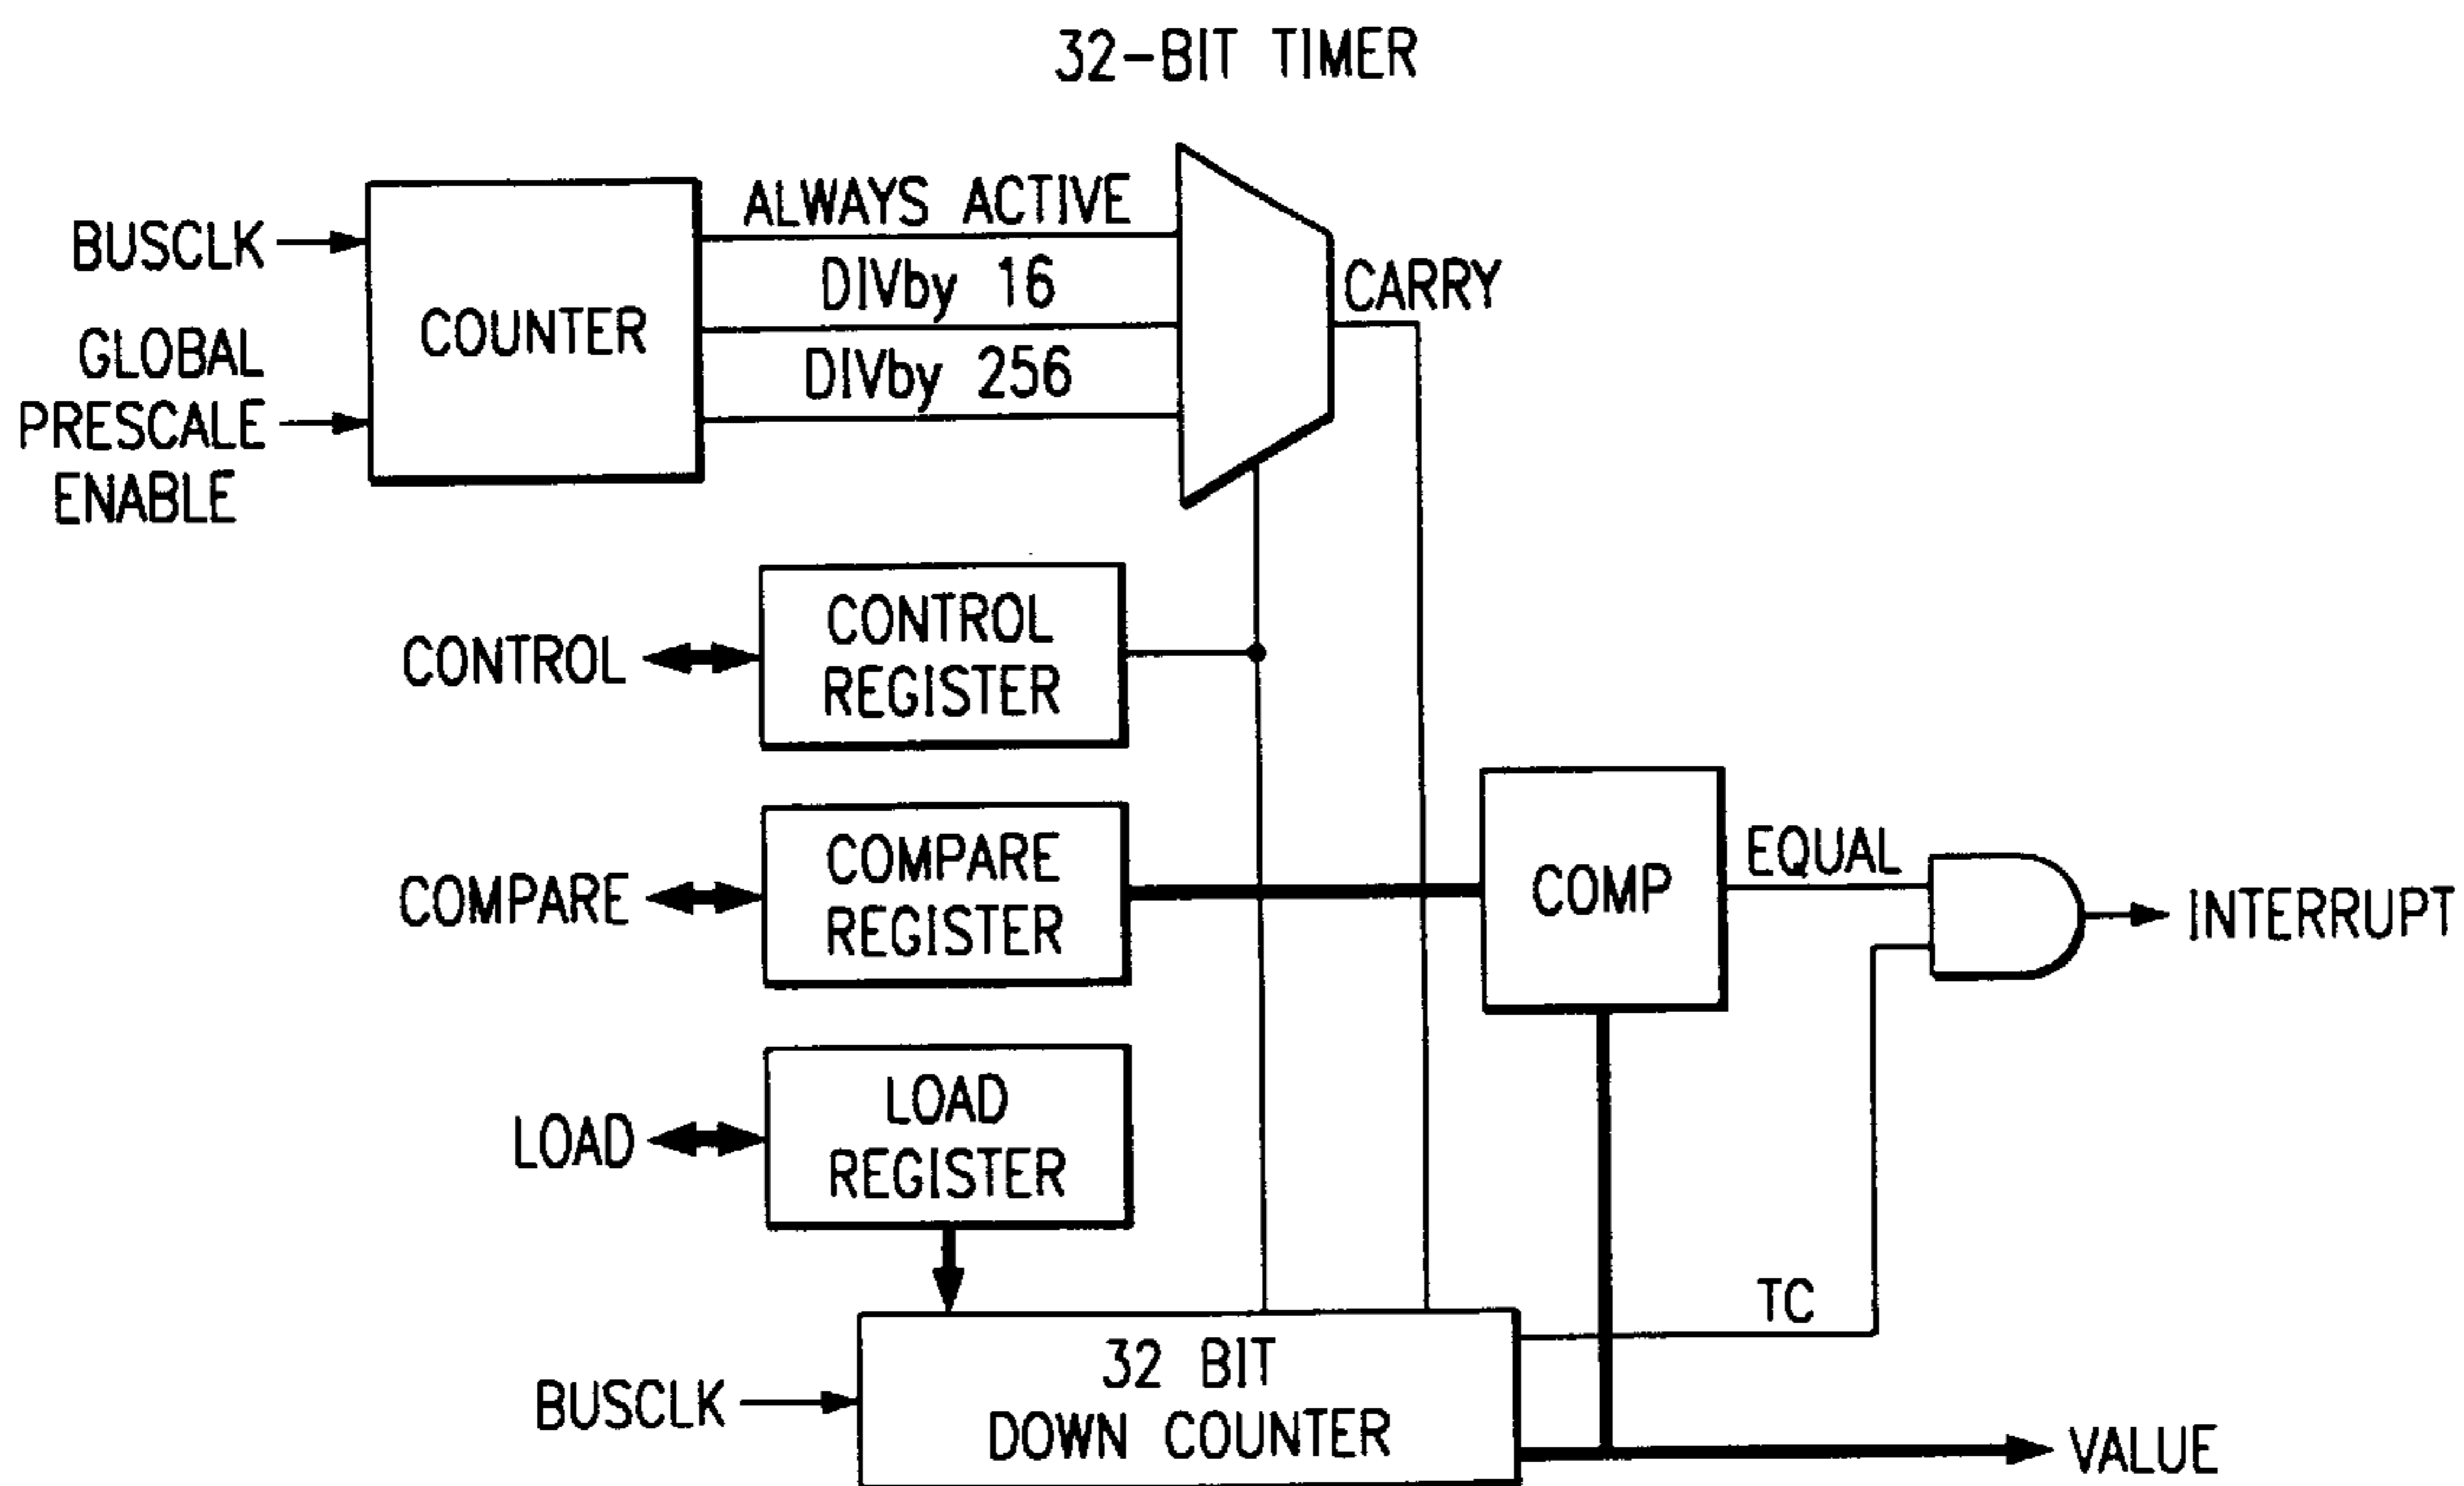 32-BIT TIMER
ALWAYS ACTIVE
BUSCLK
DIVby 16
CARRY
COUNTER
GLOBAL
PRESCALE
ENABLE
DIVby 256
CONTROL
CONTROL
REGISTER
COMPARE
COMPARE
REGISTER
COMP
EQUAL
INTERRUPT
LOAD
LOAD
REGISTER
TC
BUSCLK
32 BIT
DOWN COUNTER
VALUE